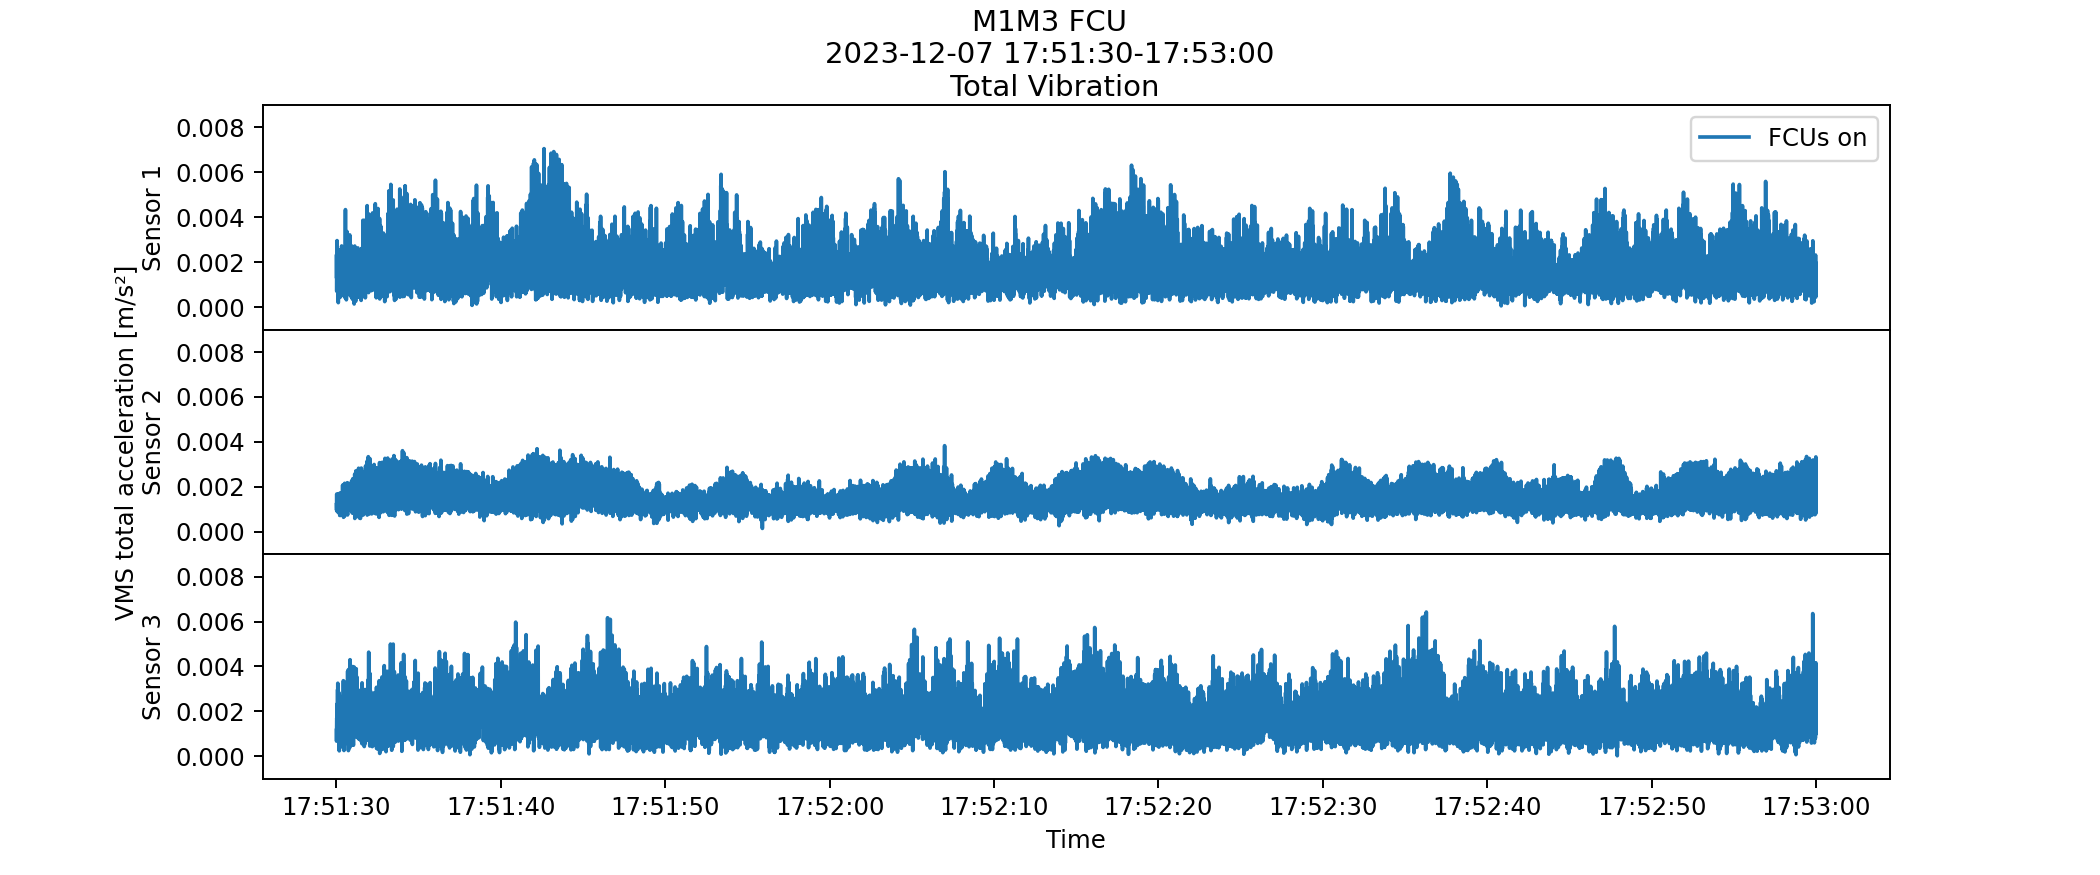 M1M3 FCU
2023-12-07 17:51:30-17:53:00
Total Vibration
FCUs on
VMS total acceleration [m/s²]
Sensor 1
0.008
0.006
0.004
0.002
0.000
Sensor 2
0.008
0.006
0.004
0.002
0.000
Sensor 3
0.008
0.006
0.004
0.002
0.000
17:51:30 17:51:40 17:51:50 17:52:00 17:52:10 17:52:20 17:52:30 17:52:40 17:52:50 17:53:00
Time